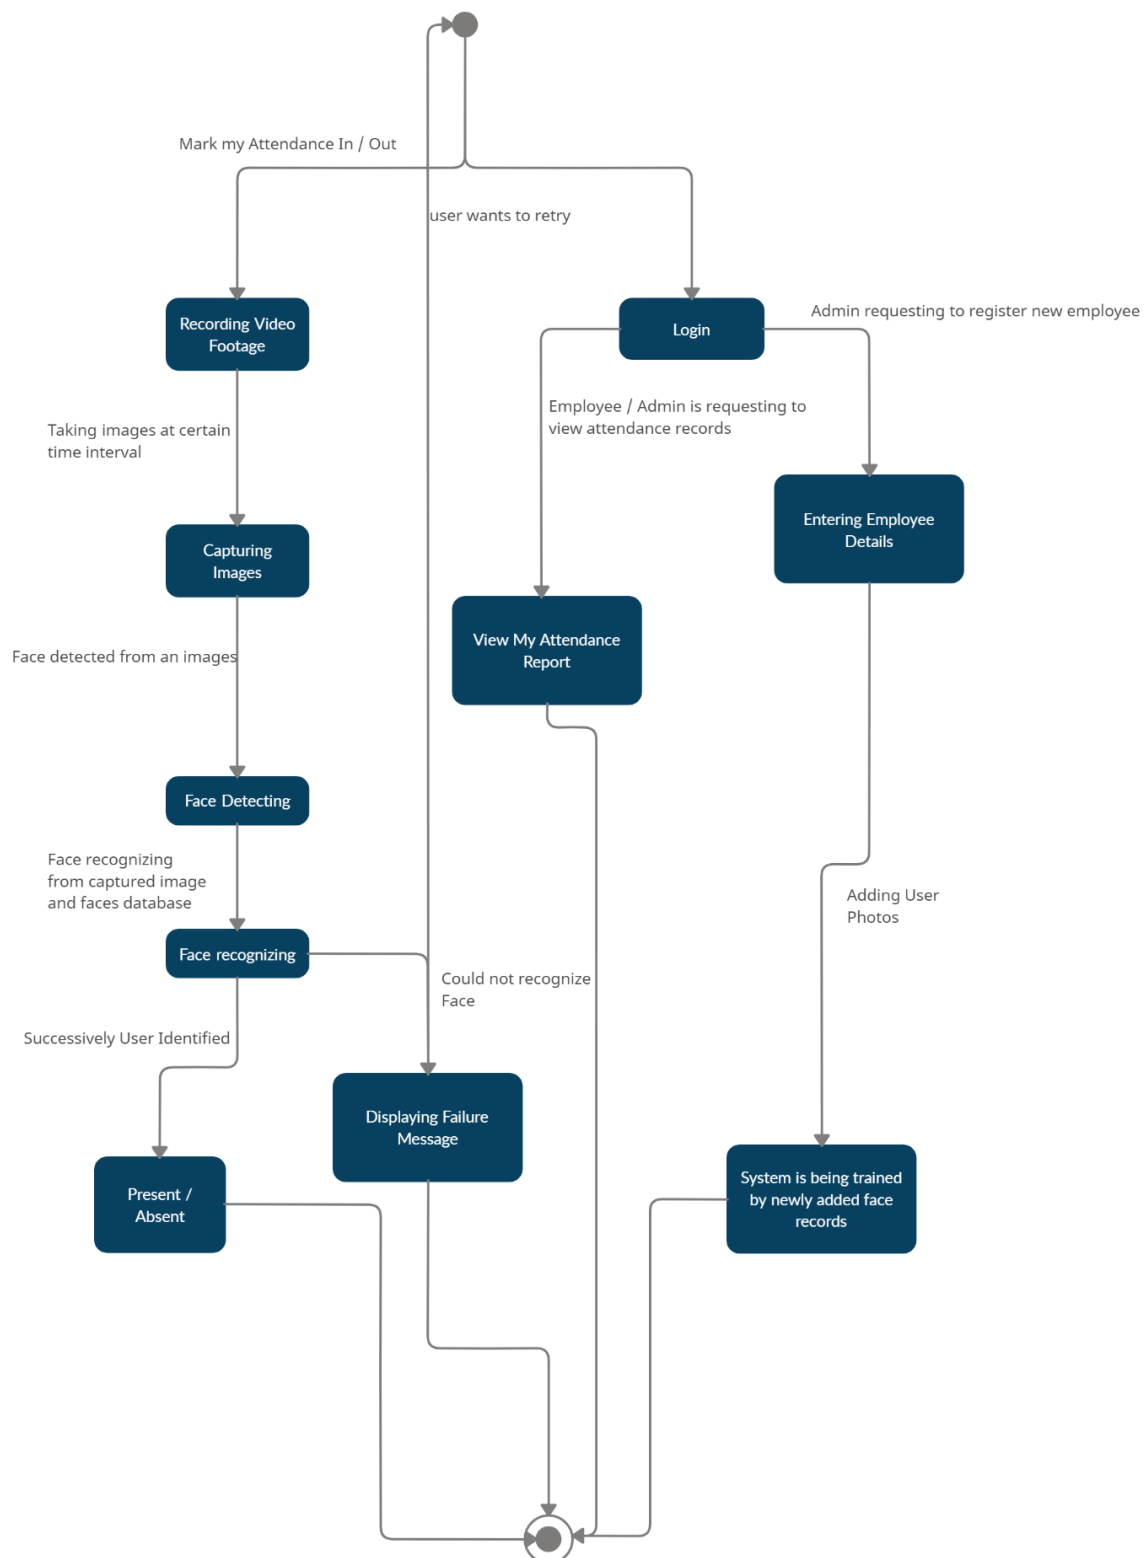 Mark my Attendance In / Out
user wants to retry
Recording Video
Footage
Login
Admin requesting to register new employee
Taking images at certain
time interval
Employee / Admin is requesting to
view attendance records
Capturing
Images
Entering Employee
Details
Face detected from an images
View My Attendance
Report
Face Detecting
Face recognizing
from captured image
and faces database
Adding User
Photos
Face recognizing
Could not recognize
Face
Successively User Identified
Displaying Failure
Message
Present /
Absent
System is being trained
by newly added face
records